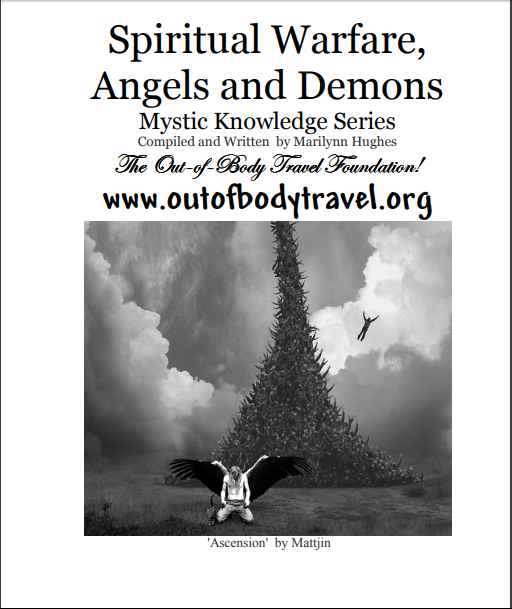 Spiritual Warfare,
Angels and Demons
Mystic Knowledge Series
Compiled and Written by Marilynn Hughes
The Out-of-Body Travel Foundation!
www.outofbodytravel.org
'Ascension' by Mattjin